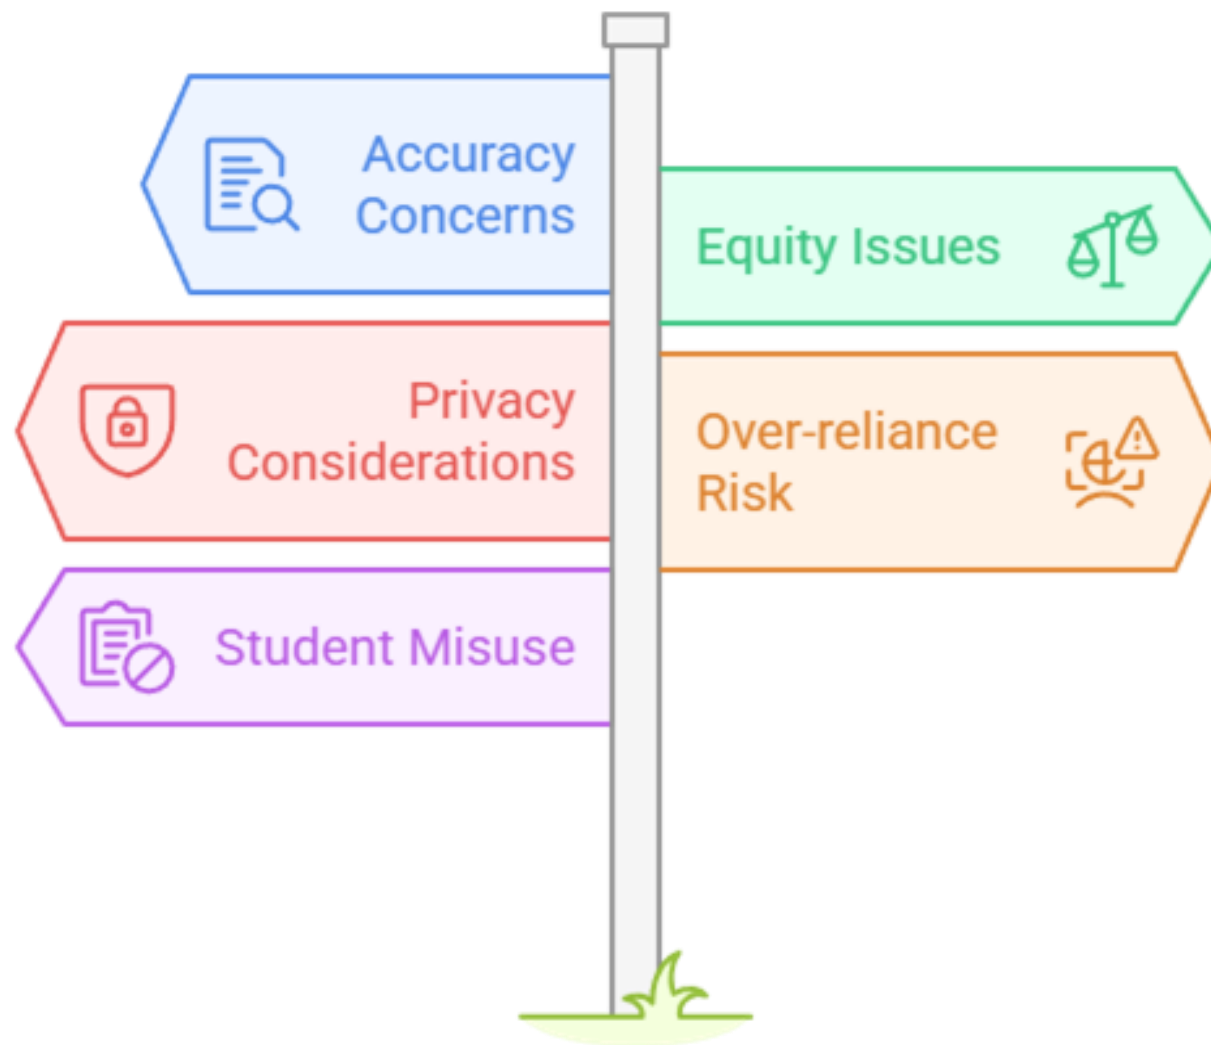 Accuracy
Concerns
Equity Issues
Privacy
Considerations
Over-reliance
Risk
Student Misuse